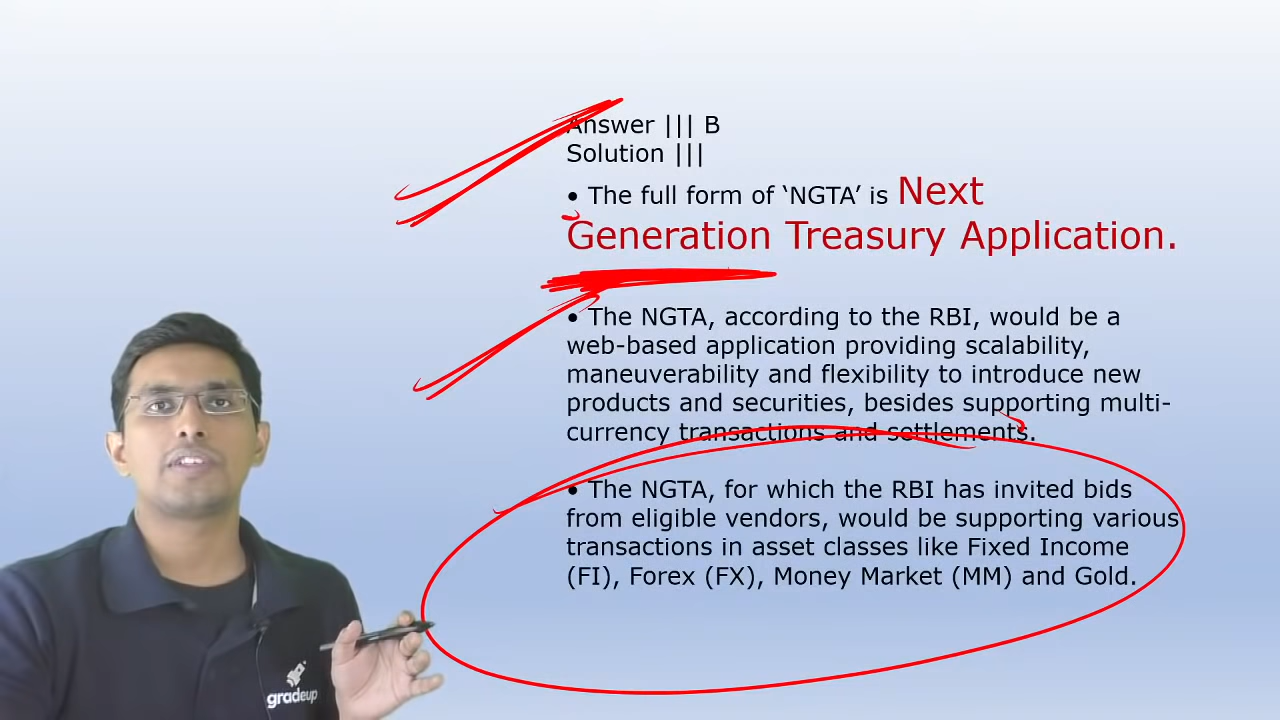 Answer ||| B
Solution |||
• The full form of ‘NGTA’ is Next
Generation Treasury Application.
• The NGTA, according to the RBI, would be a
web-based application providing scalability,
maneuverability and flexibility to introduce new
products and securities, besides supporting multi-
currency transactions and settlements.
• The NGTA, for which the RBI has invited bids
from eligible vendors, would be supporting various
transactions in asset classes like Fixed Income
(FI), Forex (FX), Money Market (MM) and Gold.
gradeup